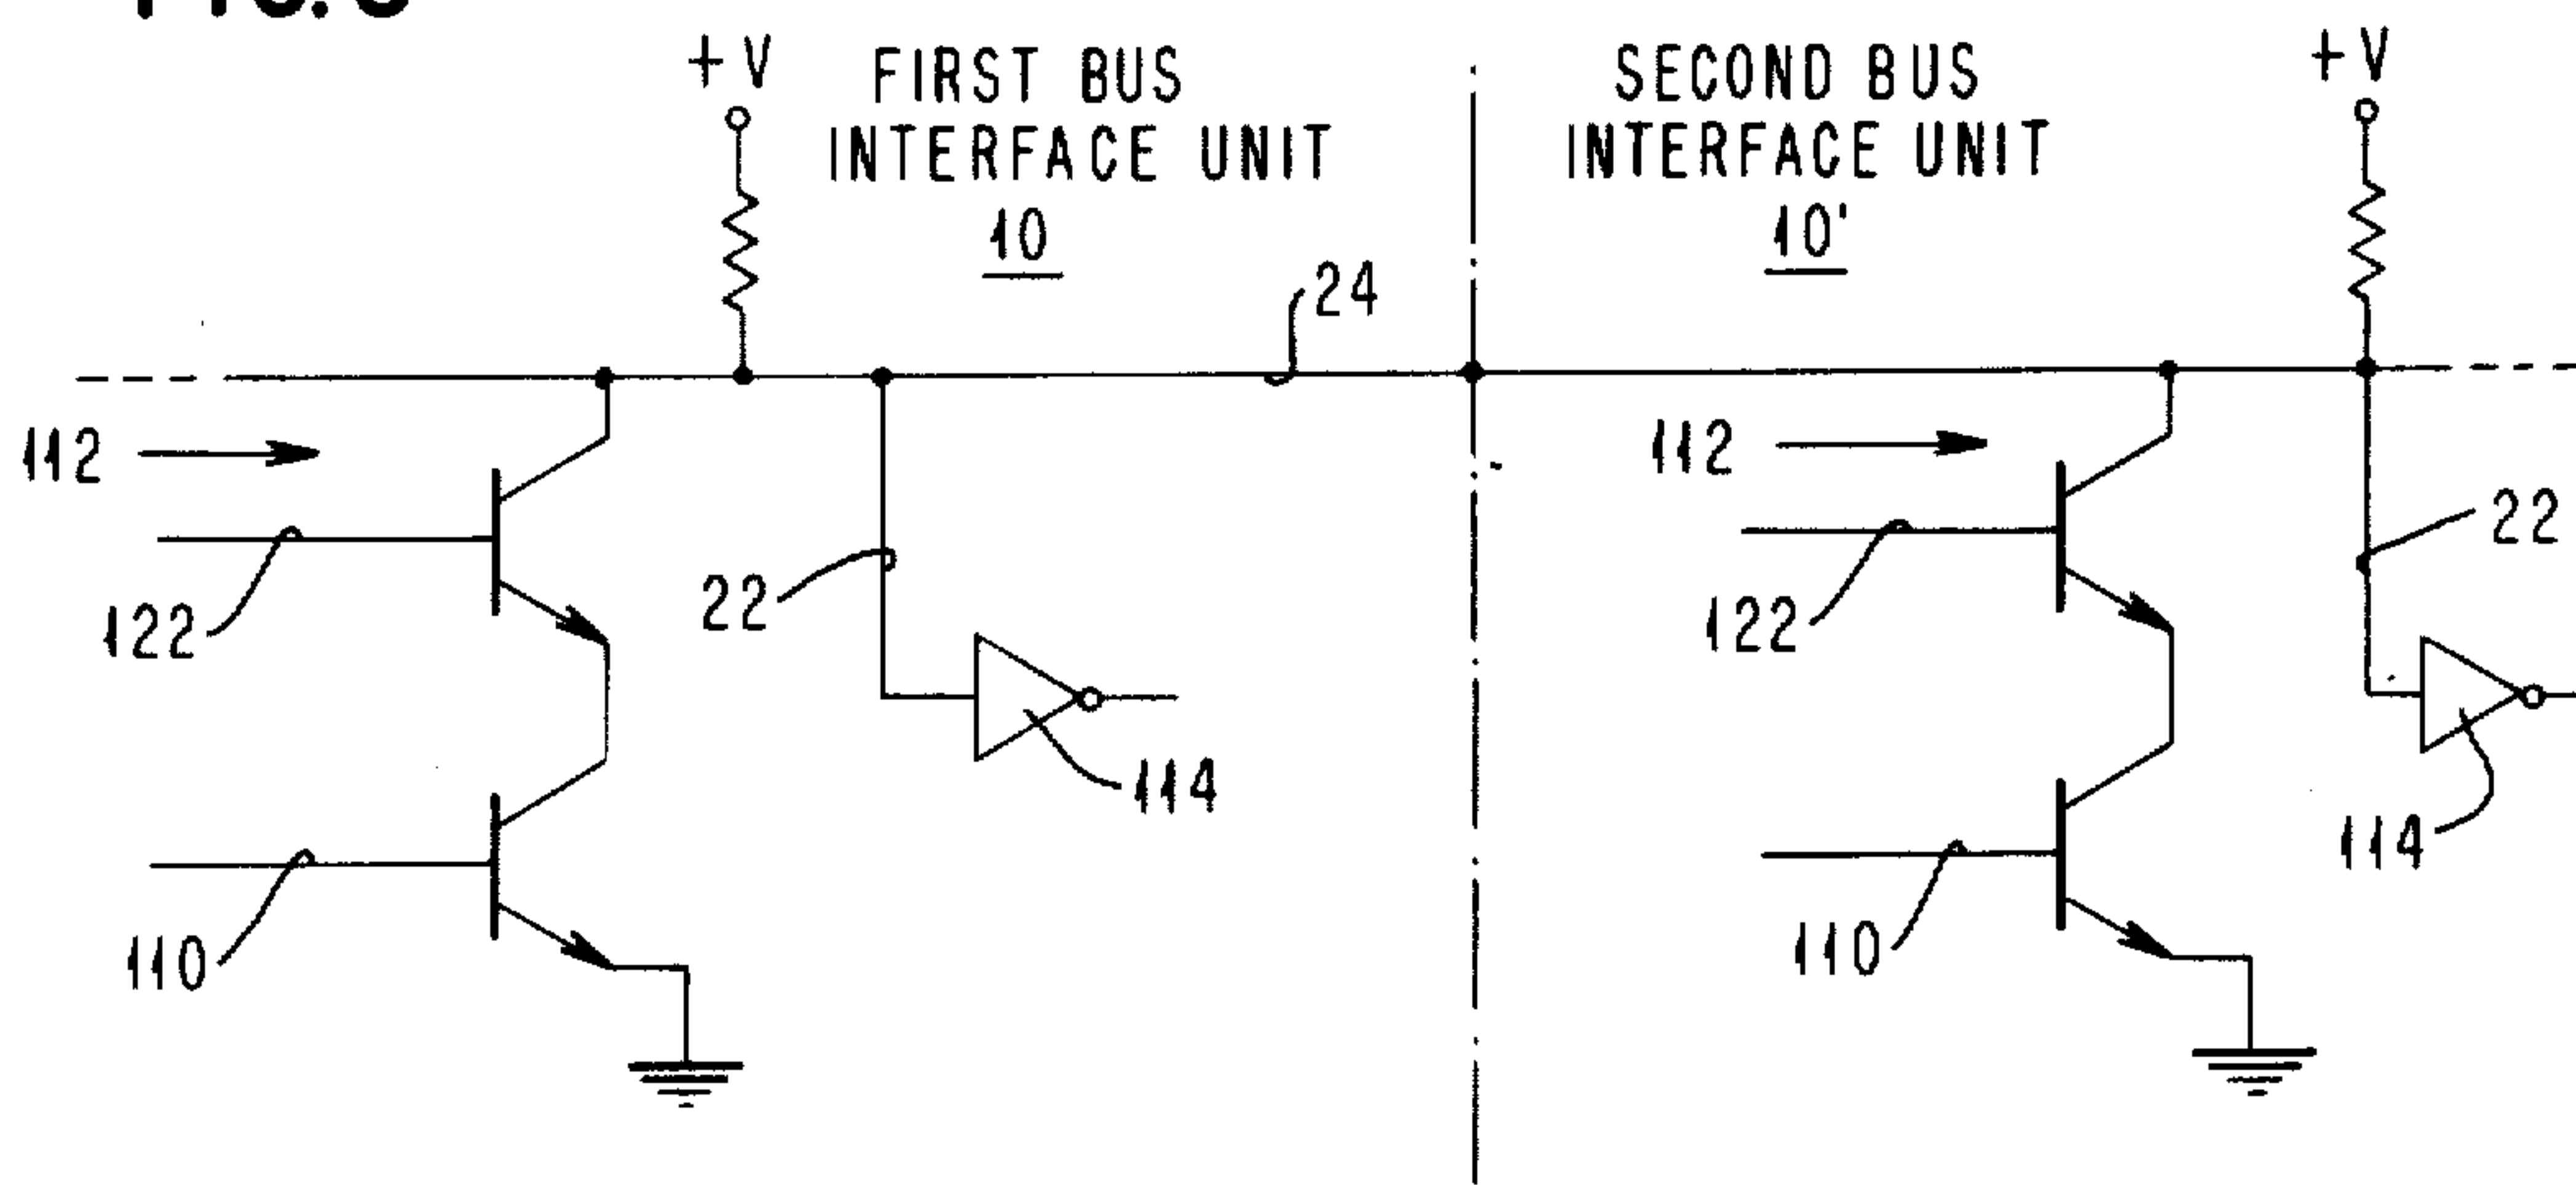 +V
FIRST BUS
INTERFACE UNIT
10
SECOND BUS
INTERFACE UNIT
10'
+V
24
112
122
22
114
110
112
122
22
114
110